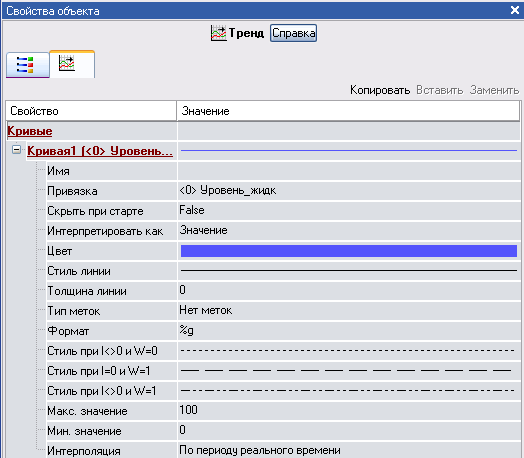 Свойства объекта
Тренд Справка
Копировать Вставить Заменить
Свойство Значение
Кривые
Кривая1 (<0> Уровень...
Имя
Привязка <0> Уровень_жидк
Скрыть при старте False
Интерпретировать как Значение
Цвет
Стиль линии
Толщина линии 0
Тип меток Нет меток
Формат %g
Стиль при I<>0 и W=0
Стиль при I=0 и W=1
Стиль при I<>0 и W=1
Макс. значение 100
Мин. значение 0
Интерполяция По периоду реального времени